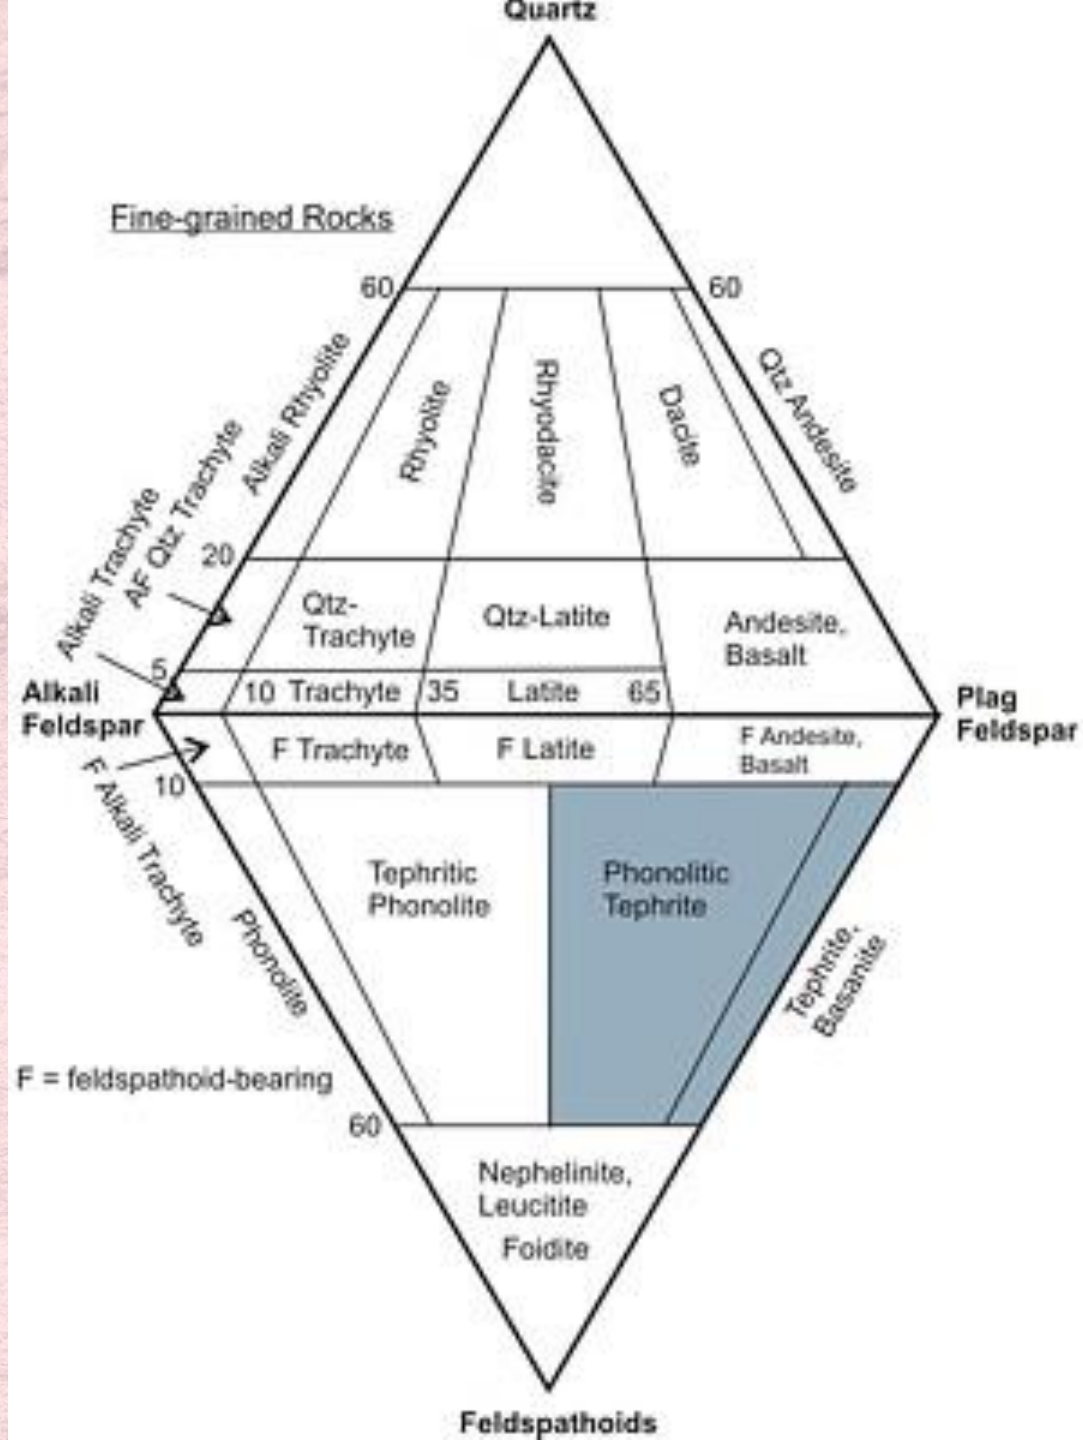 Quartz
Fine-grained Rocks
60
60
Alkali Rhyolite
Rhyolite
Rhyodacite
Dacite
Qtz Andesite
AF Qtz Trachyte
Alkali Trachyte
20
Qtz-
Trachyte
Qtz-Latite
Andesite,
Basalt
5
10
Trachyte
35
Latite
65
Alkali
Feldspar
Plag
Feldspar
F Trachyte
F Latite
F Andesite,
Basalt
F Alkali Trachyte
10
Tephritic
Phonolite
Phonolitic
Tephrite
Phonolite
Tephrite,
Basanite
F = feldspathoid-bearing
60
Nephelinite,
Leucitite
Foidite
Feldspathoids